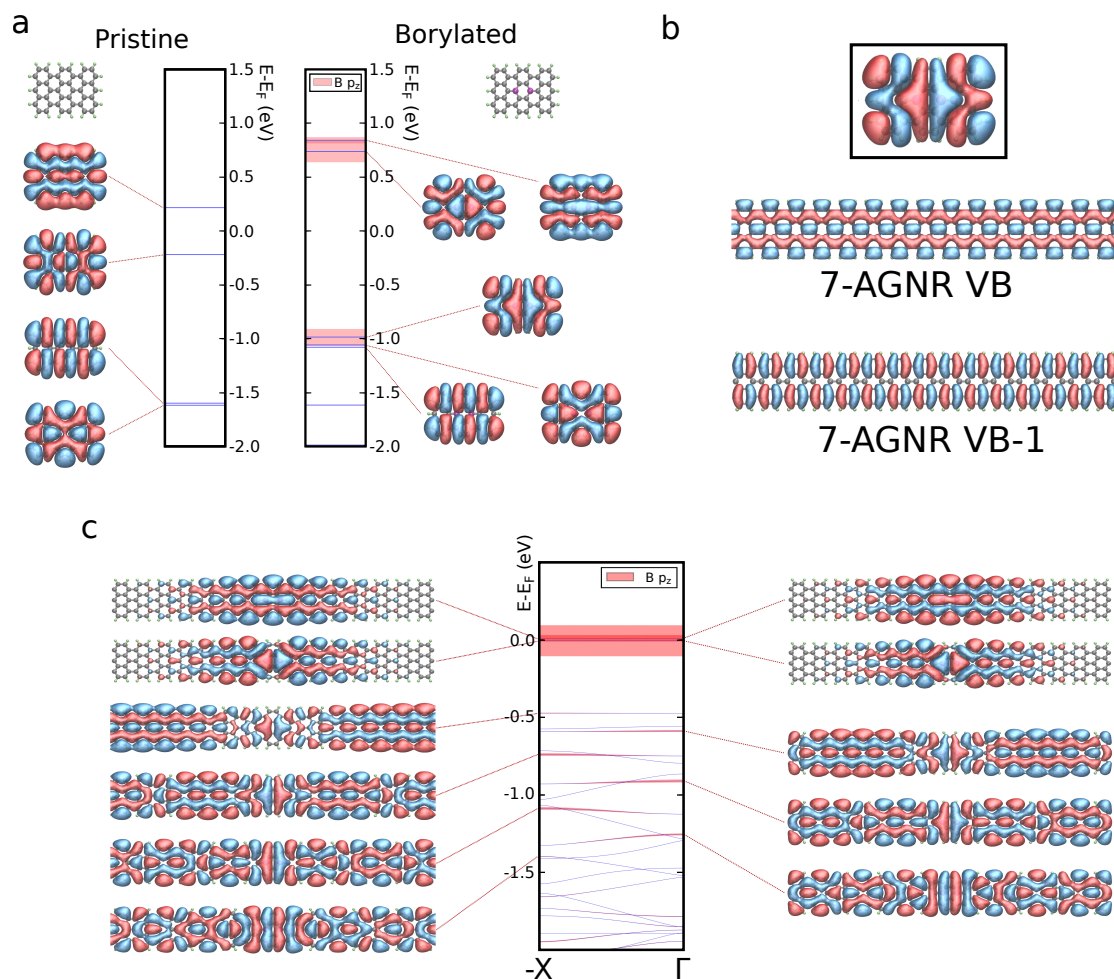 a
Pristine
Borylated
E-E_F (eV)
1.5
1.0
0.5
0.0
-0.5
-1.0
-1.5
-2.0
B p_z
E-E_F (eV)
1.5
1.0
0.5
0.0
-0.5
-1.0
-1.5
-2.0
b
7-AGNR VB
7-AGNR VB-1
c
E-E_F (eV)
B p_z
0.0
-0.5
-1.0
-1.5
-X
Γ